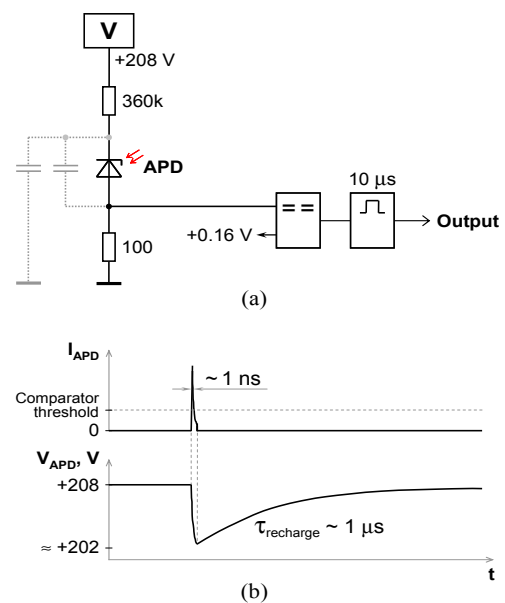 V
+208 V
360k
APD
10 µs
= =
+0.16 V
Output
100
(a)
I_APD
~ 1 ns
Comparator
threshold
0
V_APD, V
+208
τ_recharge ~ 1 µs
≈ +202
t
(b)